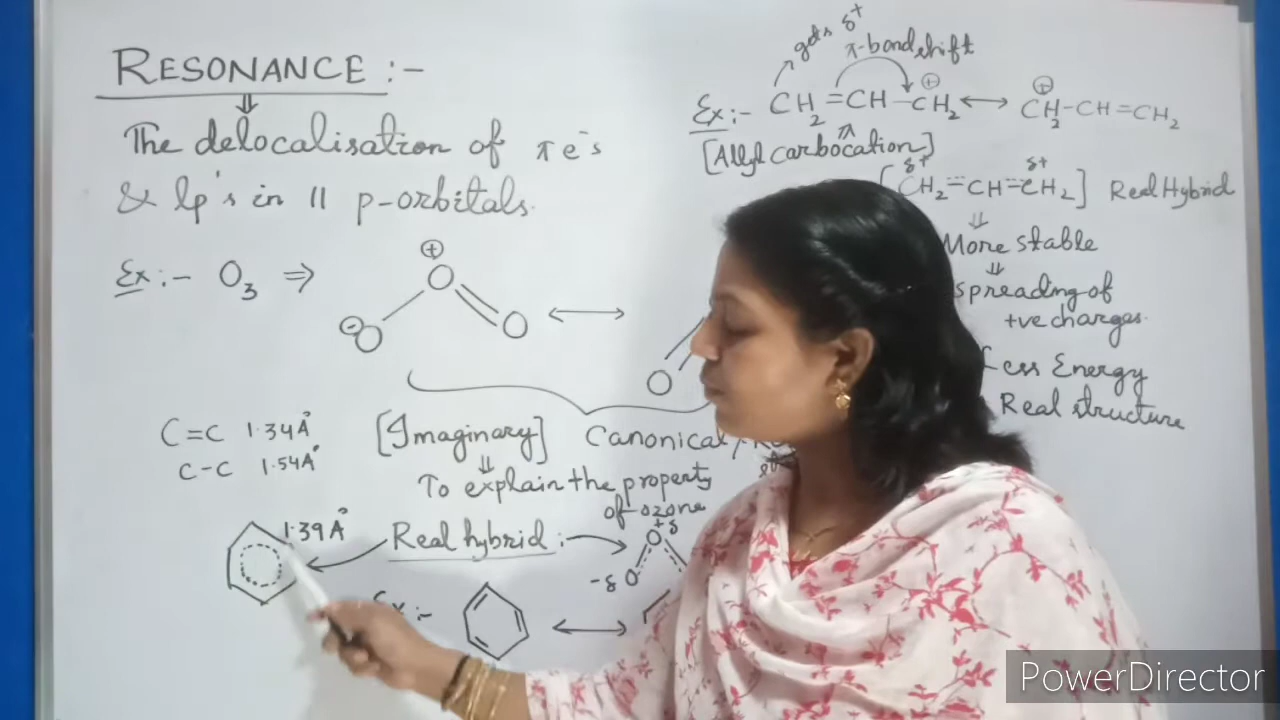 RESONANCE :-
⇓
The delocalisation of π e⁻s
& lp's in 11 p-orbitals.
Ex :- O₃ ⇒
⊕
O
⊖
O
O
⟷
O
C=C 1.34Å
C-C 1.54Å
[Imaginary] Canonical /
⇓
To explain the property
of ozone
1.39Å
Real hybrid :-
+δ
O
-δ O
Ex :-
⟷
gets δ+
π-bond shift
Ex :- CH₂=CH-CH₂⊕ ⟷ ⊕CH₂-CH=CH₂
[Allyl carbocation]
δ+ δ+
[CH₂=CH=CH₂] Real Hybrid
⇓
More stable
⇓
spreading of
+ve charges.
Less Energy
Real structure
PowerDirector